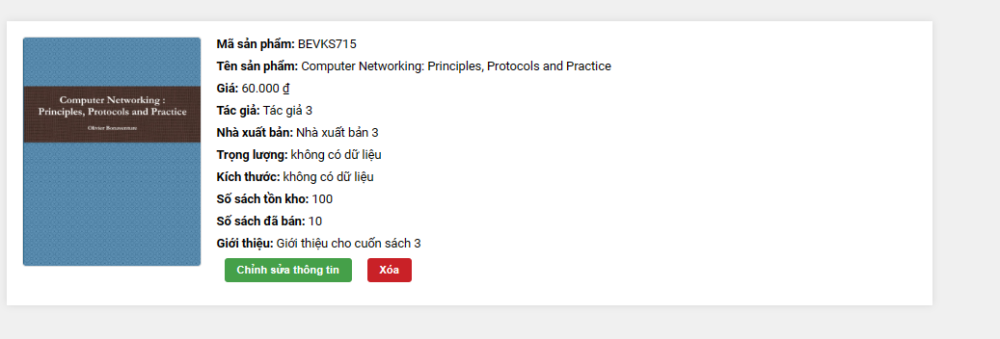 Computer Networking :
Principles, Protocols and Practice
Olivier Bonaventure
Mã sản phẩm: BEVKS715
Tên sản phẩm: Computer Networking: Principles, Protocols and Practice
Giá: 60.000 ₫
Tác giả: Tác giả 3
Nhà xuất bản: Nhà xuất bản 3
Trọng lượng: không có dữ liệu
Kích thước: không có dữ liệu
Số sách tồn kho: 100
Số sách đã bán: 10
Giới thiệu: Giới thiệu cho cuốn sách 3
Chỉnh sửa thông tin Xóa